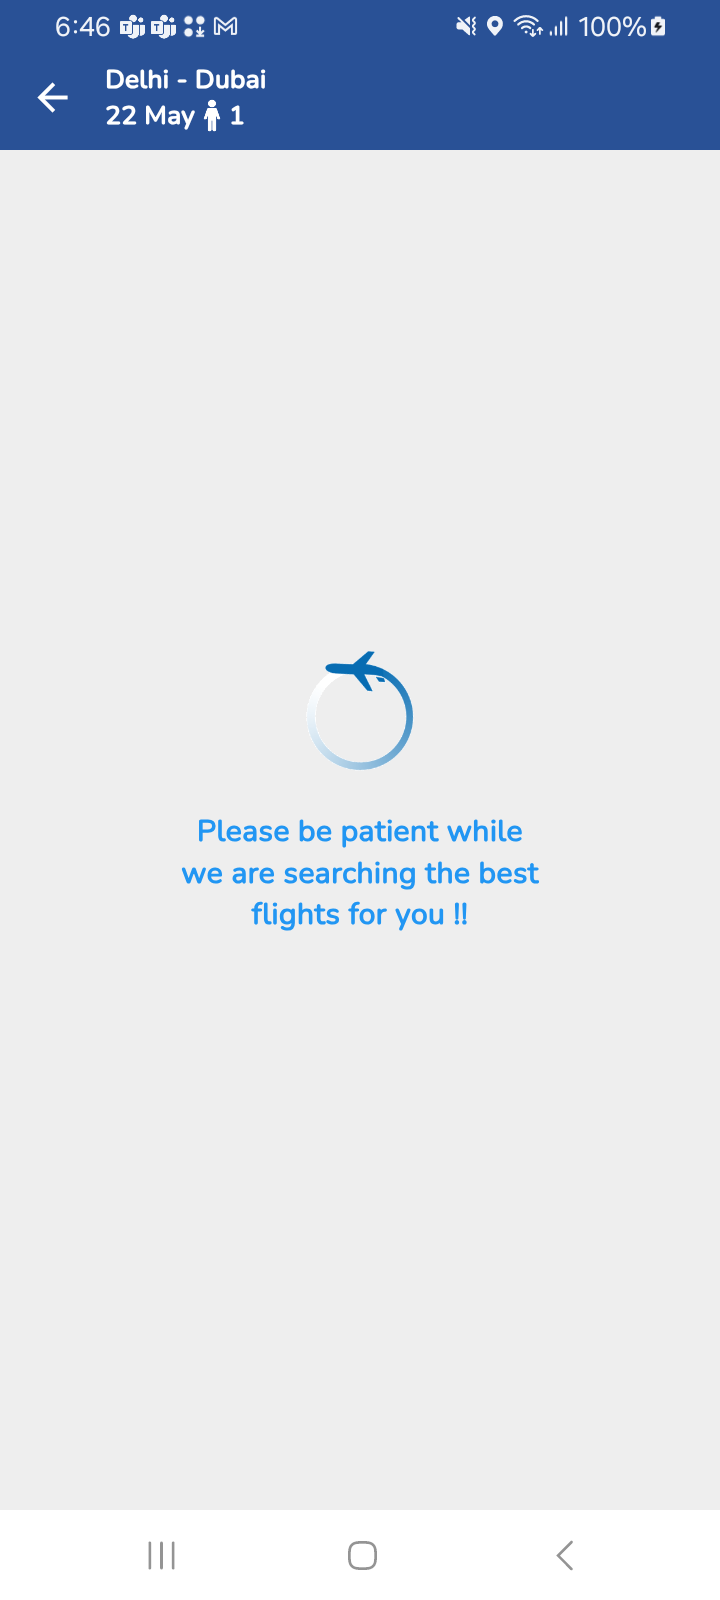 6:46 100%
Delhi - Dubai
22 May 1
Please be patient while
we are searching the best
flights for you !!